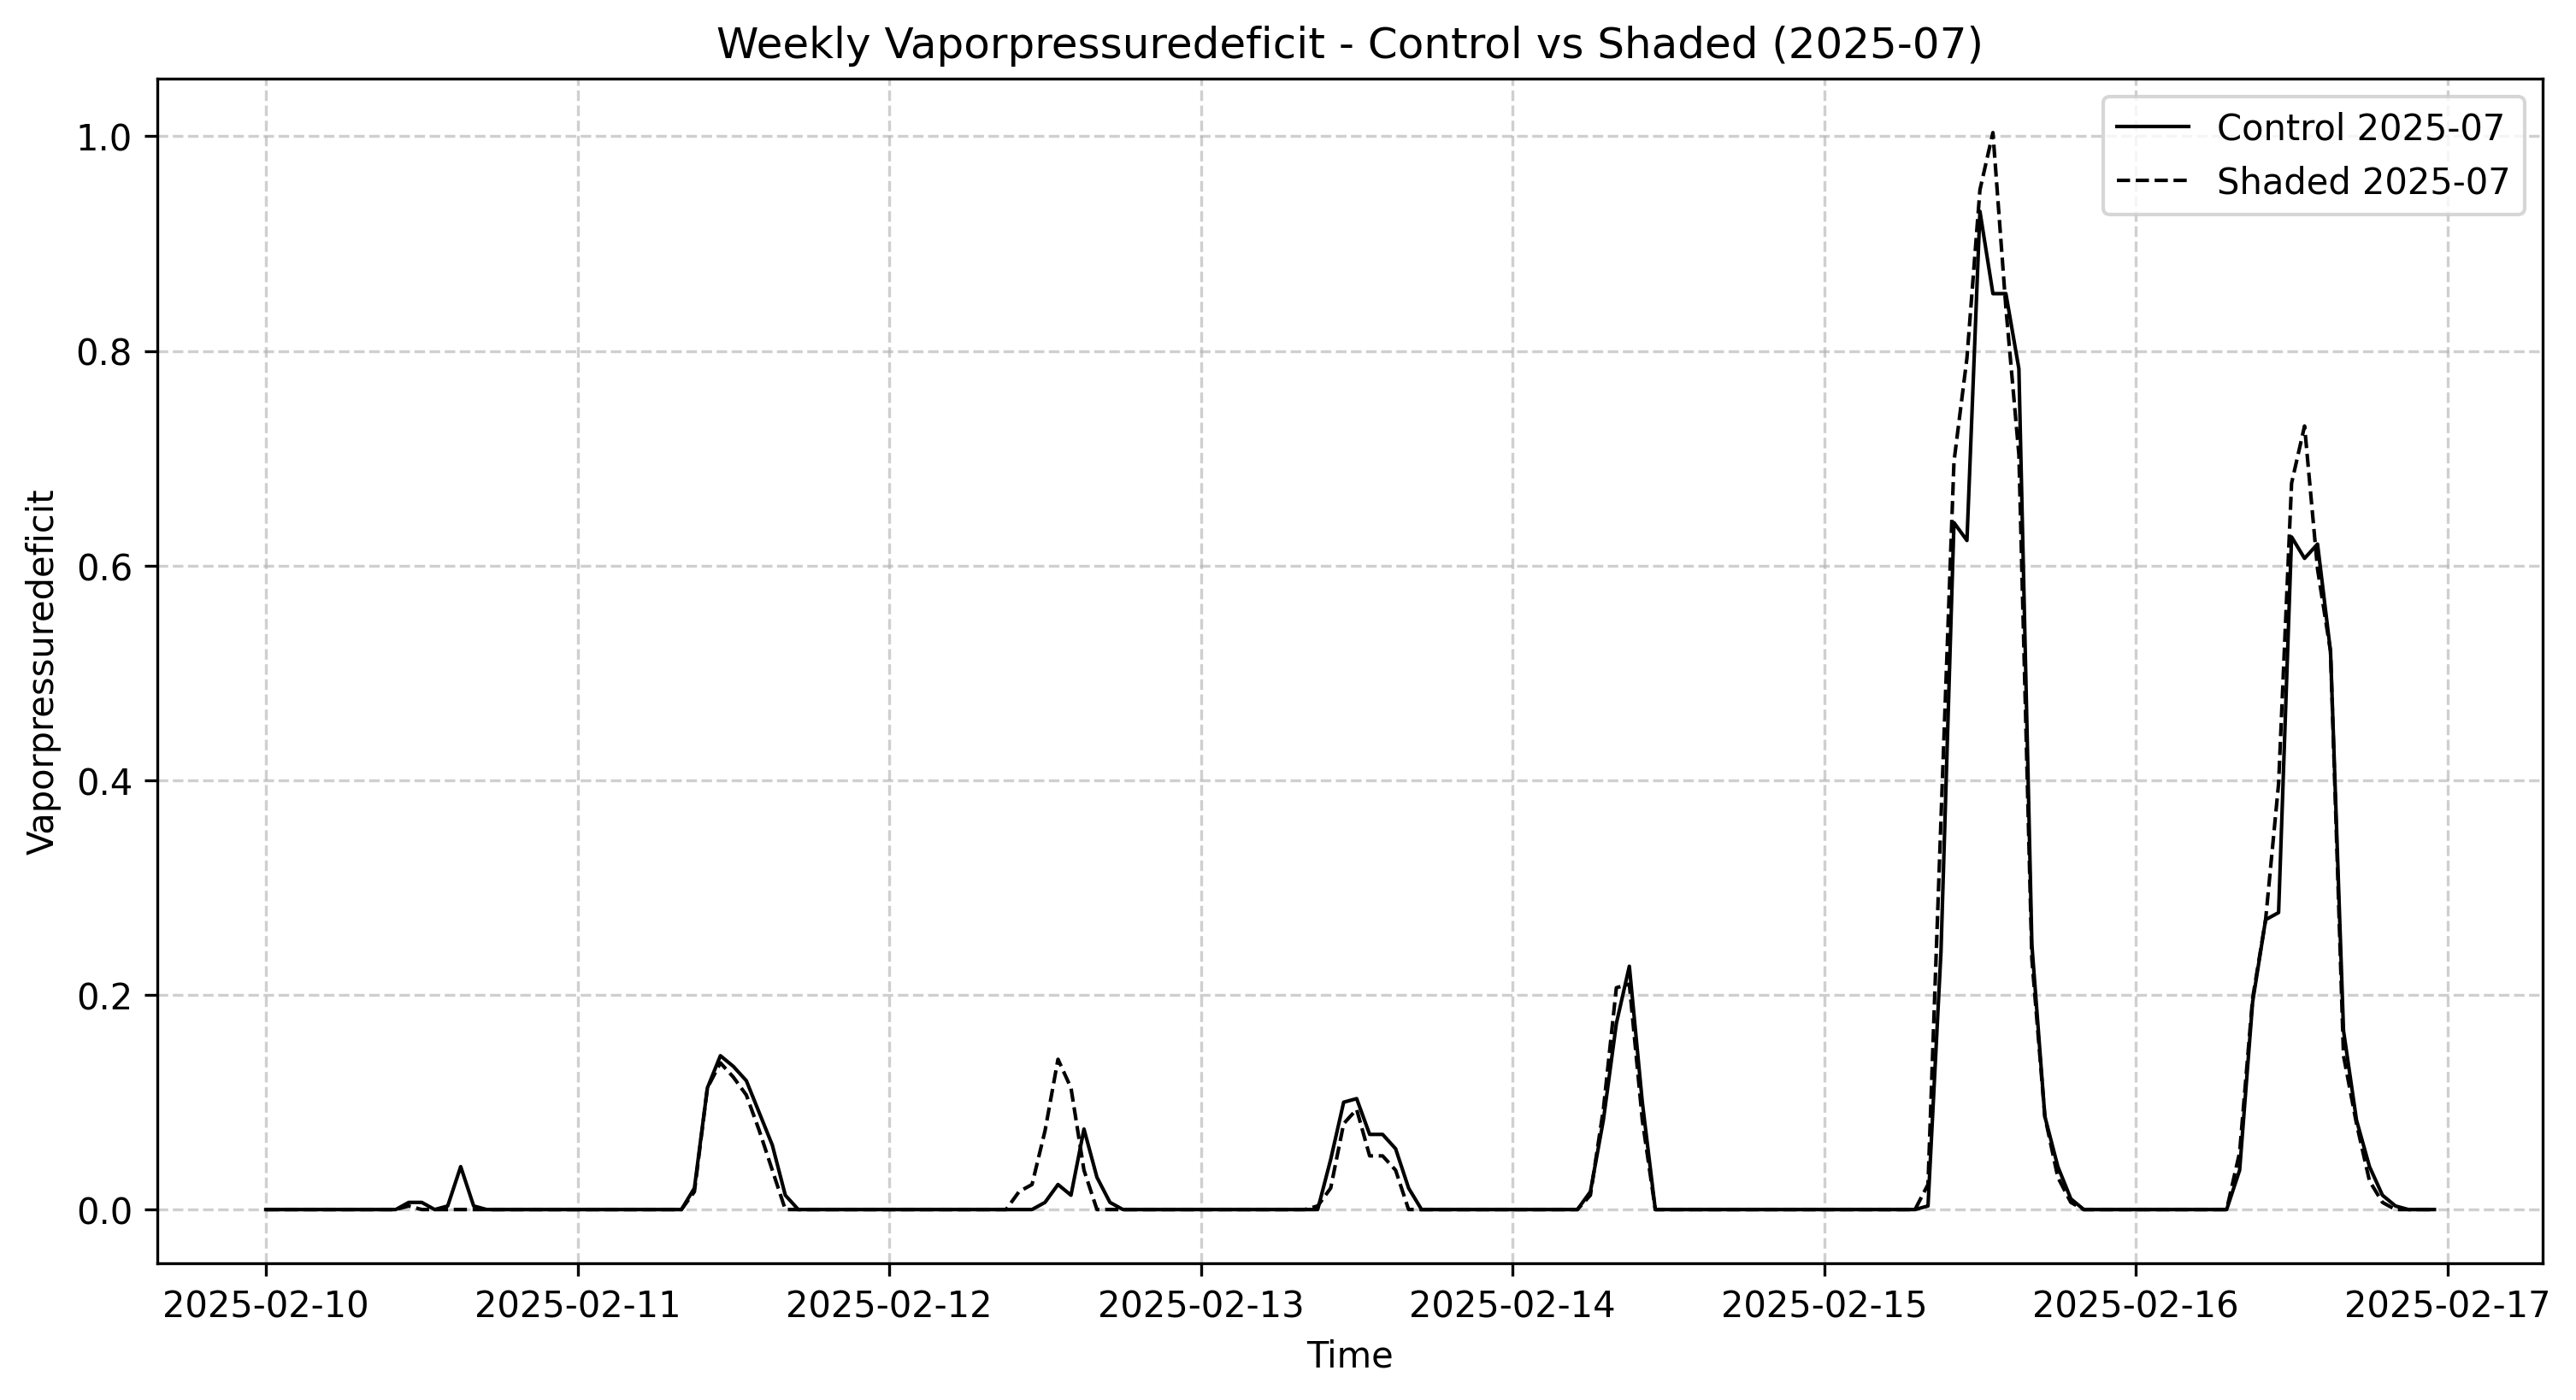 Weekly Vaporpressuredeficit - Control vs Shaded (2025-07)
Control 2025-07
Shaded 2025-07
Vaporpressuredeficit
1.0
0.8
0.6
0.4
0.2
0.0
2025-02-10 2025-02-11 2025-02-12 2025-02-13 2025-02-14 2025-02-15 2025-02-16 2025-02-17
Time